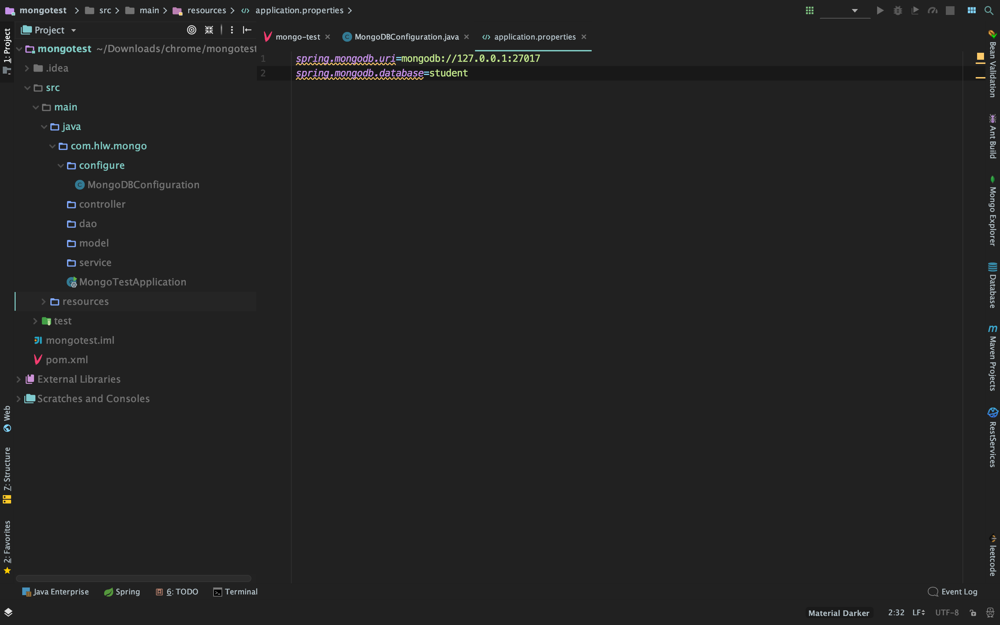 mongotest
src
main
resources
application.properties
Project
mongo-test
MongoDBConfiguration.java
application.properties
1: Project
mongotest ~/Downloads/chrome/mongotest
.idea
src
main
java
com.hlw.mongo
configure
MongoDBConfiguration
controller
dao
model
service
MongoTestApplication
resources
test
mongotest.iml
pom.xml
External Libraries
Scratches and Consoles
Web
7: Structure
2: Favorites
1 spring.mongodb.uri=mongodb://127.0.0.1:27017
2 spring.mongodb.database=student
Bean Validation
Ant Build
Mongo Explorer
Database
Maven Projects
RestServices
leetcode
Java Enterprise
Spring
6: TODO
Terminal
Event Log
Material Darker
2:32
LF
UTF-8